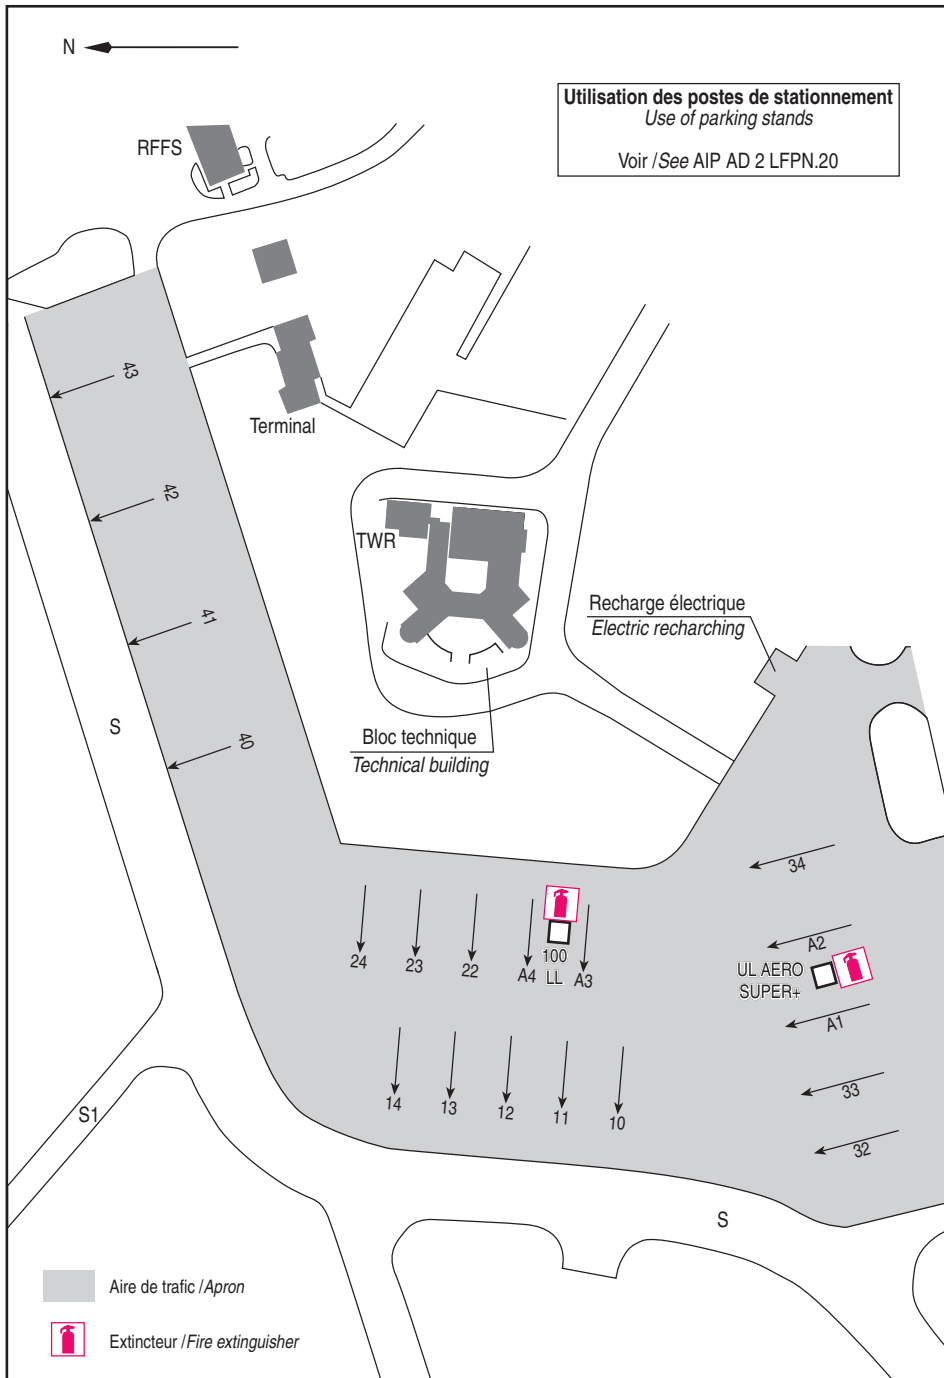 N
Utilisation des postes de stationnement
Use of parking stands
Voir / See AIP AD 2 LFPN.20
RFFS
43
Terminal
42
TWR
41
Recharge électrique
Electric recharching
S
40
Bloc technique
Technical building
34
24
23
22
A4
100
LL
A3
A2
UL AERO
SUPER+
A1
14
13
12
11
10
33
32
S1
S
Aire de trafic / Apron
Extincteur / Fire extinguisher